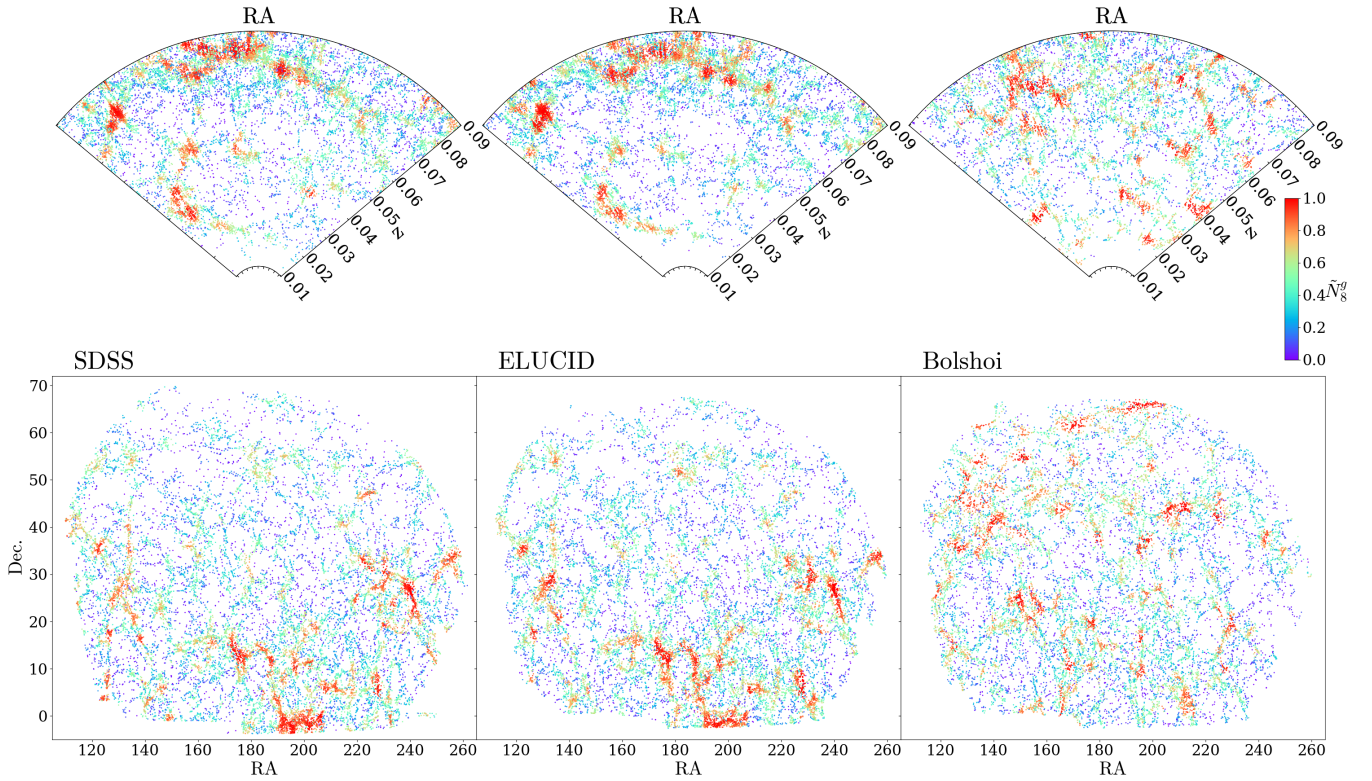 RA RA RA
0.09 0.09 0.09
0.08 0.08 0.08
0.07 0.07 0.07
0.06 0.06 0.06
0.05 0.05 0.05
z z z
0.04 0.04 0.04
0.03 0.03 0.03
0.02 0.02 0.02
0.01 0.01 0.01
1.0
0.8
0.6
0.4
0.2
0.0
Ñ₈ᵍ
SDSS ELUCID Bolshoi
70
60
50
40
30
20
10
0
Dec.
120 140 160 180 200 220 240 260 120 140 160 180 200 220 240 260 120 140 160 180 200 220 240 260
RA RA RA